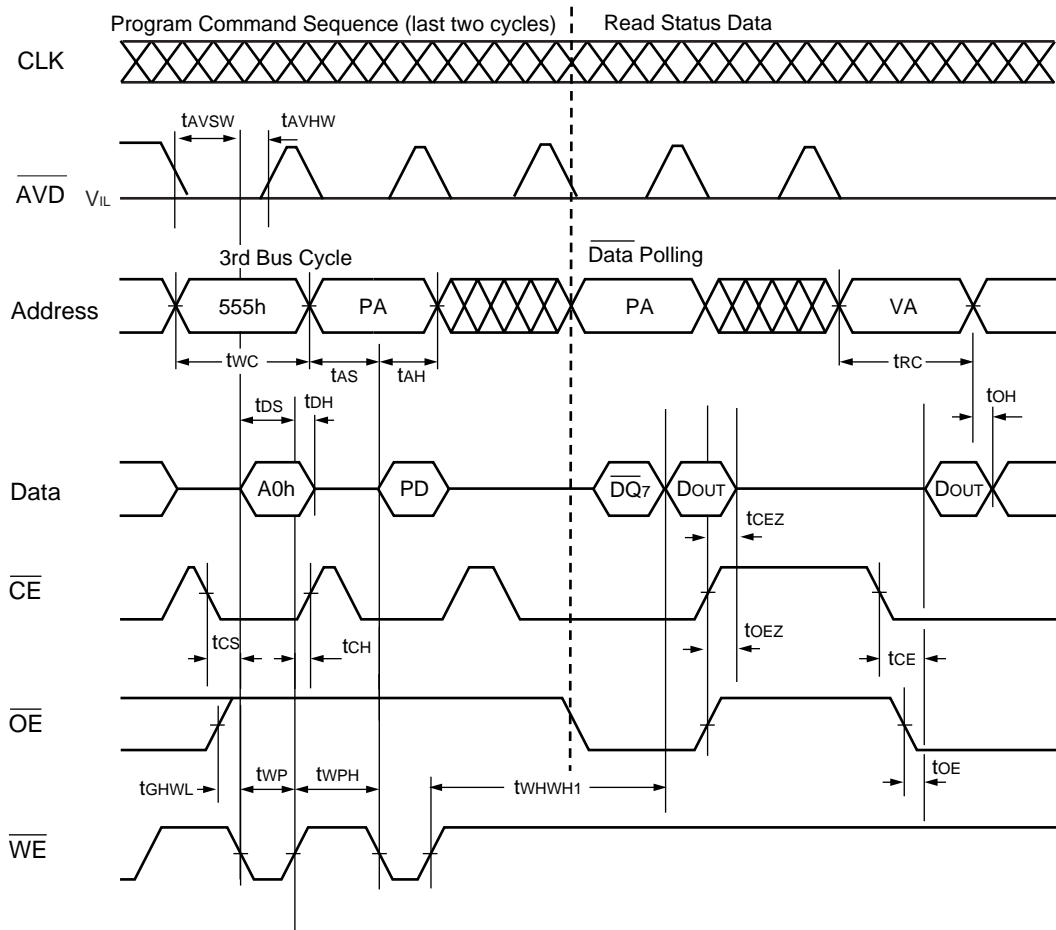 Program Command Sequence (last two cycles) Read Status Data
CLK
tAVSW tAVHW
AVD VIL
3rd Bus Cycle Data Polling
Address 555h PA PA VA
tWC tAS tAH tRC
tDS tDH tOH
Data A0h PD DQ7 DOUT DOUT
tCEZ
CE
tCS tCH tOEZ tCE
OE
tGHWL tWP tWPH tWHWH1 tOE
WE